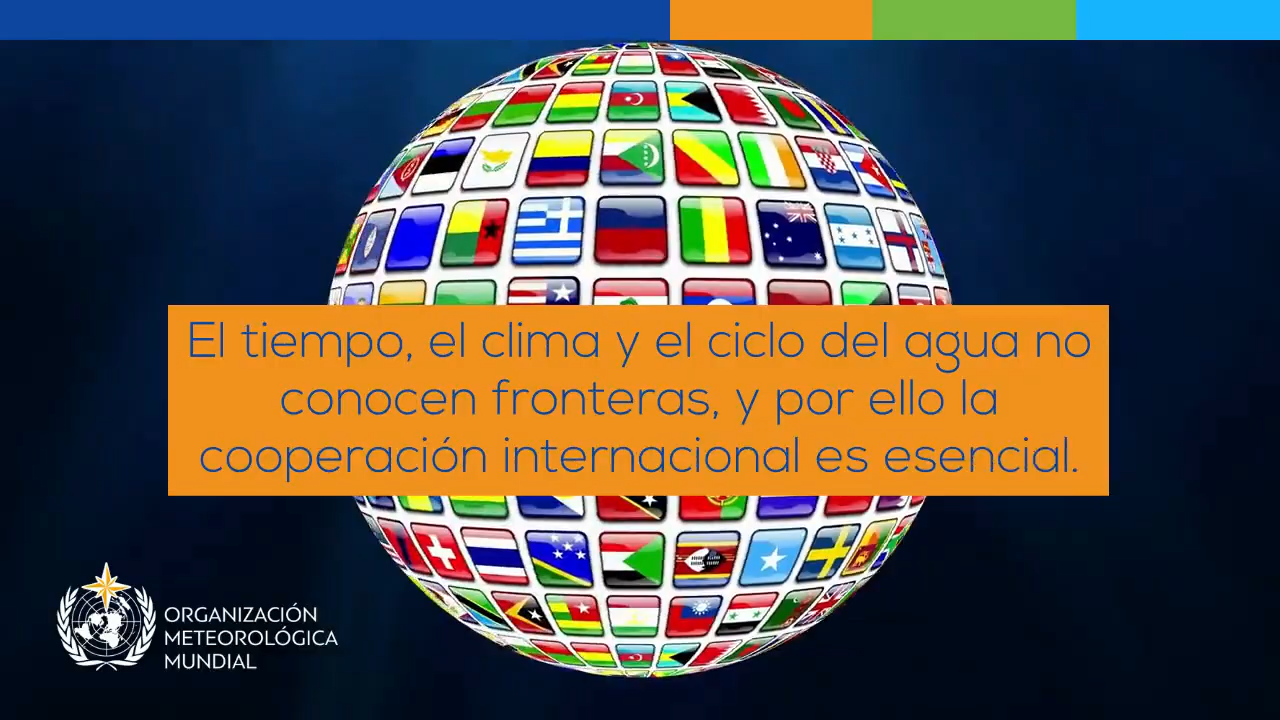 El tiempo, el clima y el ciclo del agua no
conocen fronteras, y por ello la
cooperación internacional es esencial.
ORGANIZACIÓN
METEOROLÓGICA
MUNDIAL